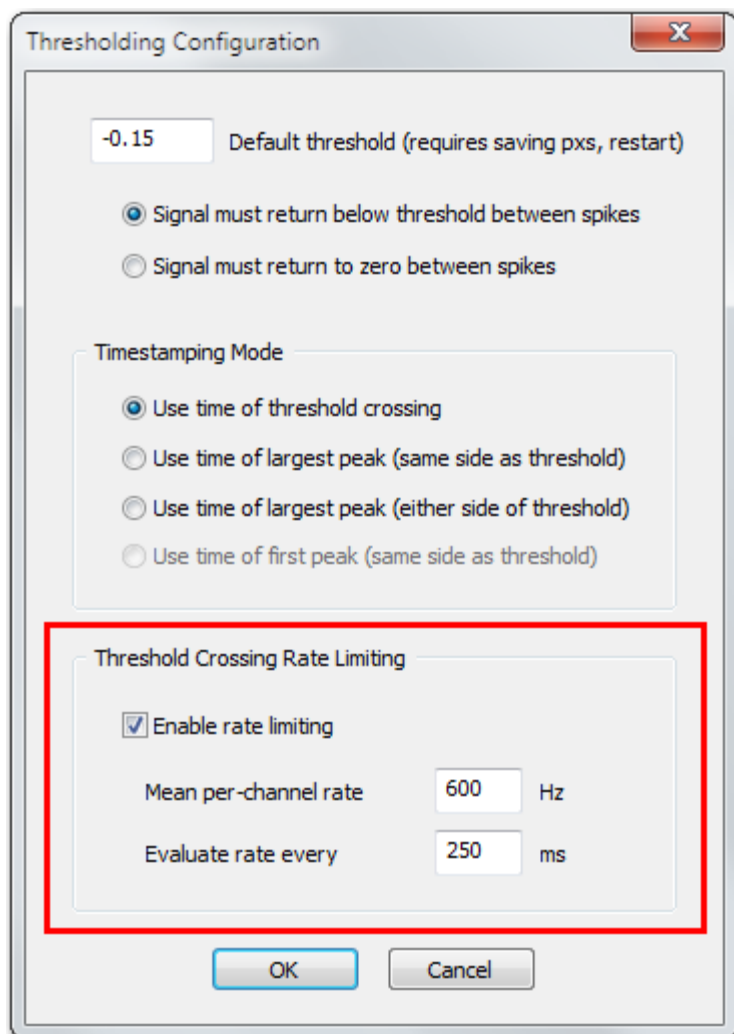 Thresholding Configuration
-0.15 Default threshold (requires saving pxs, restart)
Signal must return below threshold between spikes
Signal must return to zero between spikes
Timestamping Mode
Use time of threshold crossing
Use time of largest peak (same side as threshold)
Use time of largest peak (either side of threshold)
Use time of first peak (same side as threshold)
Threshold Crossing Rate Limiting
Enable rate limiting
Mean per-channel rate 600 Hz
Evaluate rate every 250 ms
OK Cancel